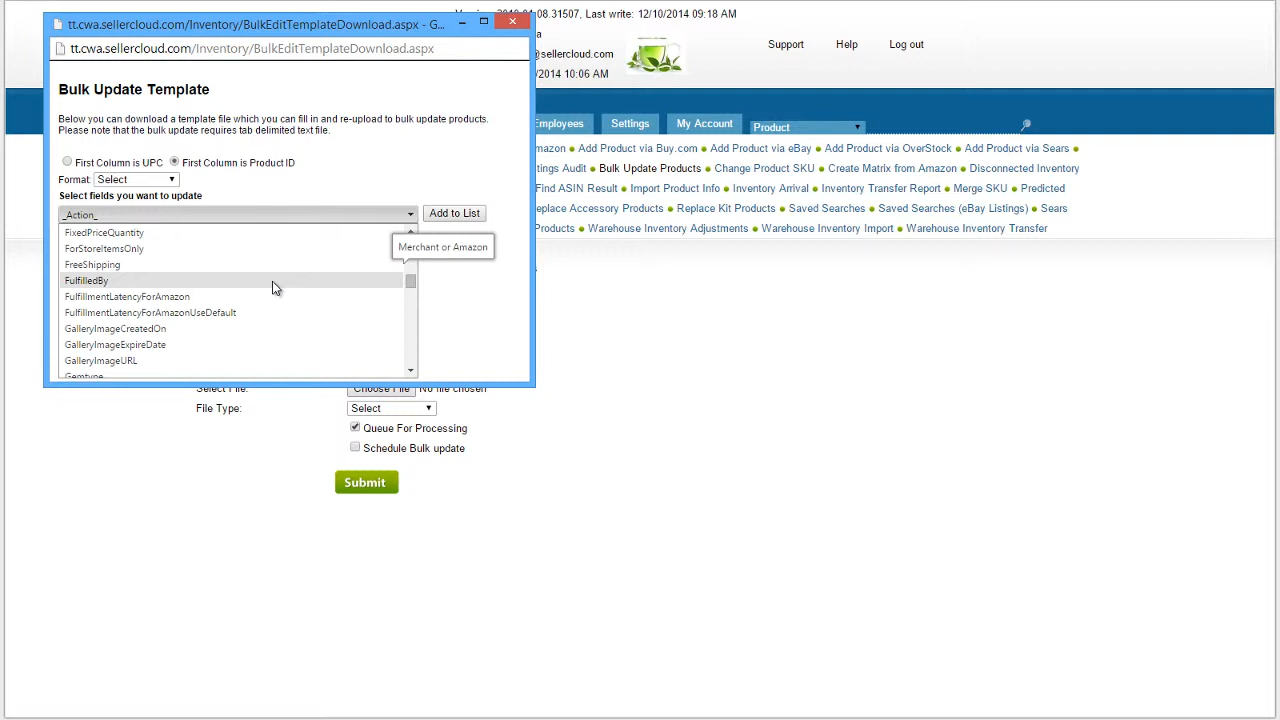 tt.cwa.sellercloud.com/Inventory/BulkEditTemplateDownload.aspx - G...
tt.cwa.sellercloud.com/Inventory/BulkEditTemplateDownload.aspx
Bulk Update Template
Below you can download a template file which you can fill in and re-upload to bulk update products.
Please note that the bulk update requires tab delimited text file.
First Column is UPC First Column is Product ID
Format: Select
Select fields you want to update
_Action_ Add to List
FixedPriceQuantity
Merchant or Amazon
ForStoreItemsOnly
FreeShipping
FulfilledBy
FulfillmentLatencyForAmazon
FulfillmentLatencyForAmazonUseDefault
GalleryImageCreatedOn
GalleryImageExpireDate
GalleryImageURL
Gemtype
08.31507, Last write: 12/10/2014 09:18 AM
@sellercloud.com
/2014 10:06 AM
Support Help Log out
Employees Settings My Account Product
mazon Add Product via Buy.com Add Product via eBay Add Product via OverStock Add Product via Sears
tings Audit Bulk Update Products Change Product SKU Create Matrix from Amazon Disconnected Inventory
Find ASIN Result Import Product Info Inventory Arrival Inventory Transfer Report Merge SKU Predicted
eplace Accessory Products Replace Kit Products Saved Searches Saved Searches (eBay Listings) Sears
Products Warehouse Inventory Adjustments Warehouse Inventory Import Warehouse Inventory Transfer
Select File: Choose File No file chosen
File Type: Select
Queue For Processing
Schedule Bulk update
Submit